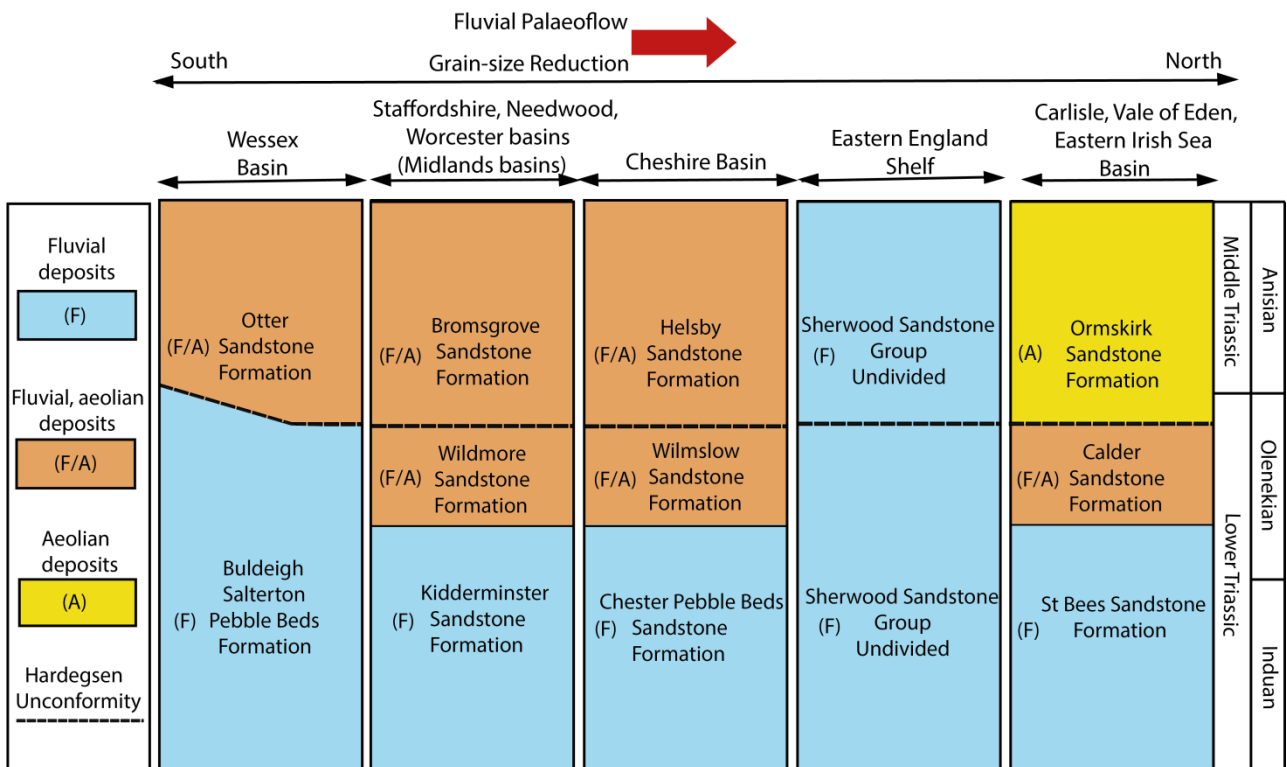 Fluvial Palaeoflow
South
Grain-size Reduction
North
Wessex
Basin
Staffordshire, Needwood,
Worcester basins
(Midlands basins)
Cheshire Basin
Eastern England
Shelf
Carlisle, Vale of Eden,
Eastern Irish Sea
Basin
Fluvial
deposits
(F)
Fluvial, aeolian
deposits
(F/A)
Aeolian
deposits
(A)
Hardegsen
Unconformity
Otter
(F/A) Sandstone
Formation
Buldeigh
Salterton
(F) Pebble Beds
Formation
Bromsgrove
(F/A) Sandstone
Formation
Wildmore
(F/A) Sandstone
Formation
Kidderminster
(F) Sandstone
Formation
Helsby
(F/A) Sandstone
Formation
Wilmslow
(F/A) Sandstone
Formation
Chester Pebble Beds
(F) Sandstone
Formation
Sherwood Sandstone
(F) Group
Undivided
Sherwood Sandstone
(F) Group
Undivided
Ormskirk
(A) Sandstone
Formation
Calder
(F/A) Sandstone
Formation
St Bees Sandstone
(F) Formation
Middle Triassic
Lower Triassic
Anisian
Olenekian
Induan